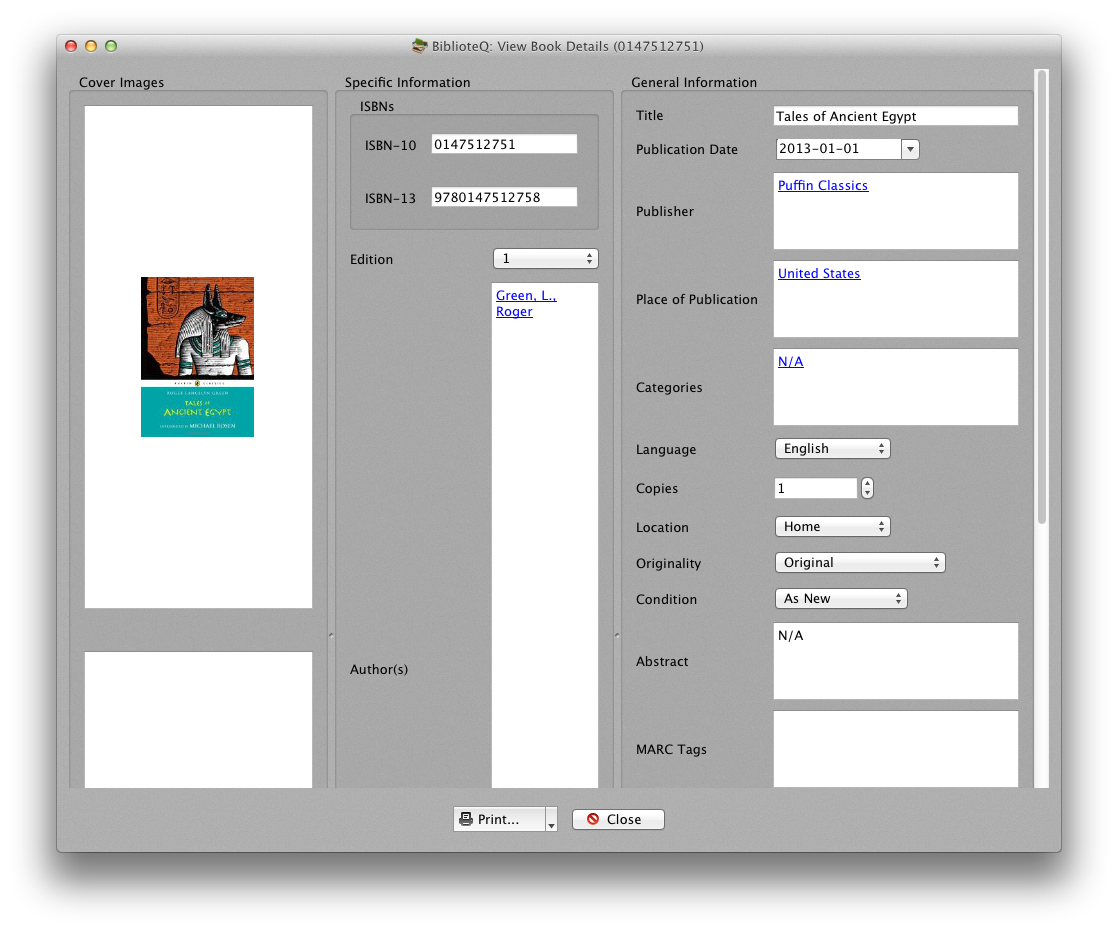 BiblioteQ: View Book Details (0147512751)
Cover Images
PUFFIN CLASSICS
ROGER LANCELYN GREEN
TALES OF
ANCIENT EGYPT
INTRODUCED BY MICHAEL ROSEN
Specific Information
ISBNs
ISBN-10 0147512751
ISBN-13 9780147512758
Edition 1
Author(s)
Green, L.,
Roger
General Information
Title Tales of Ancient Egypt
Publication Date 2013-01-01
Publisher Puffin Classics
Place of Publication United States
Categories N/A
Language English
Copies 1
Location Home
Originality Original
Condition As New
Abstract N/A
MARC Tags
Print...
Close